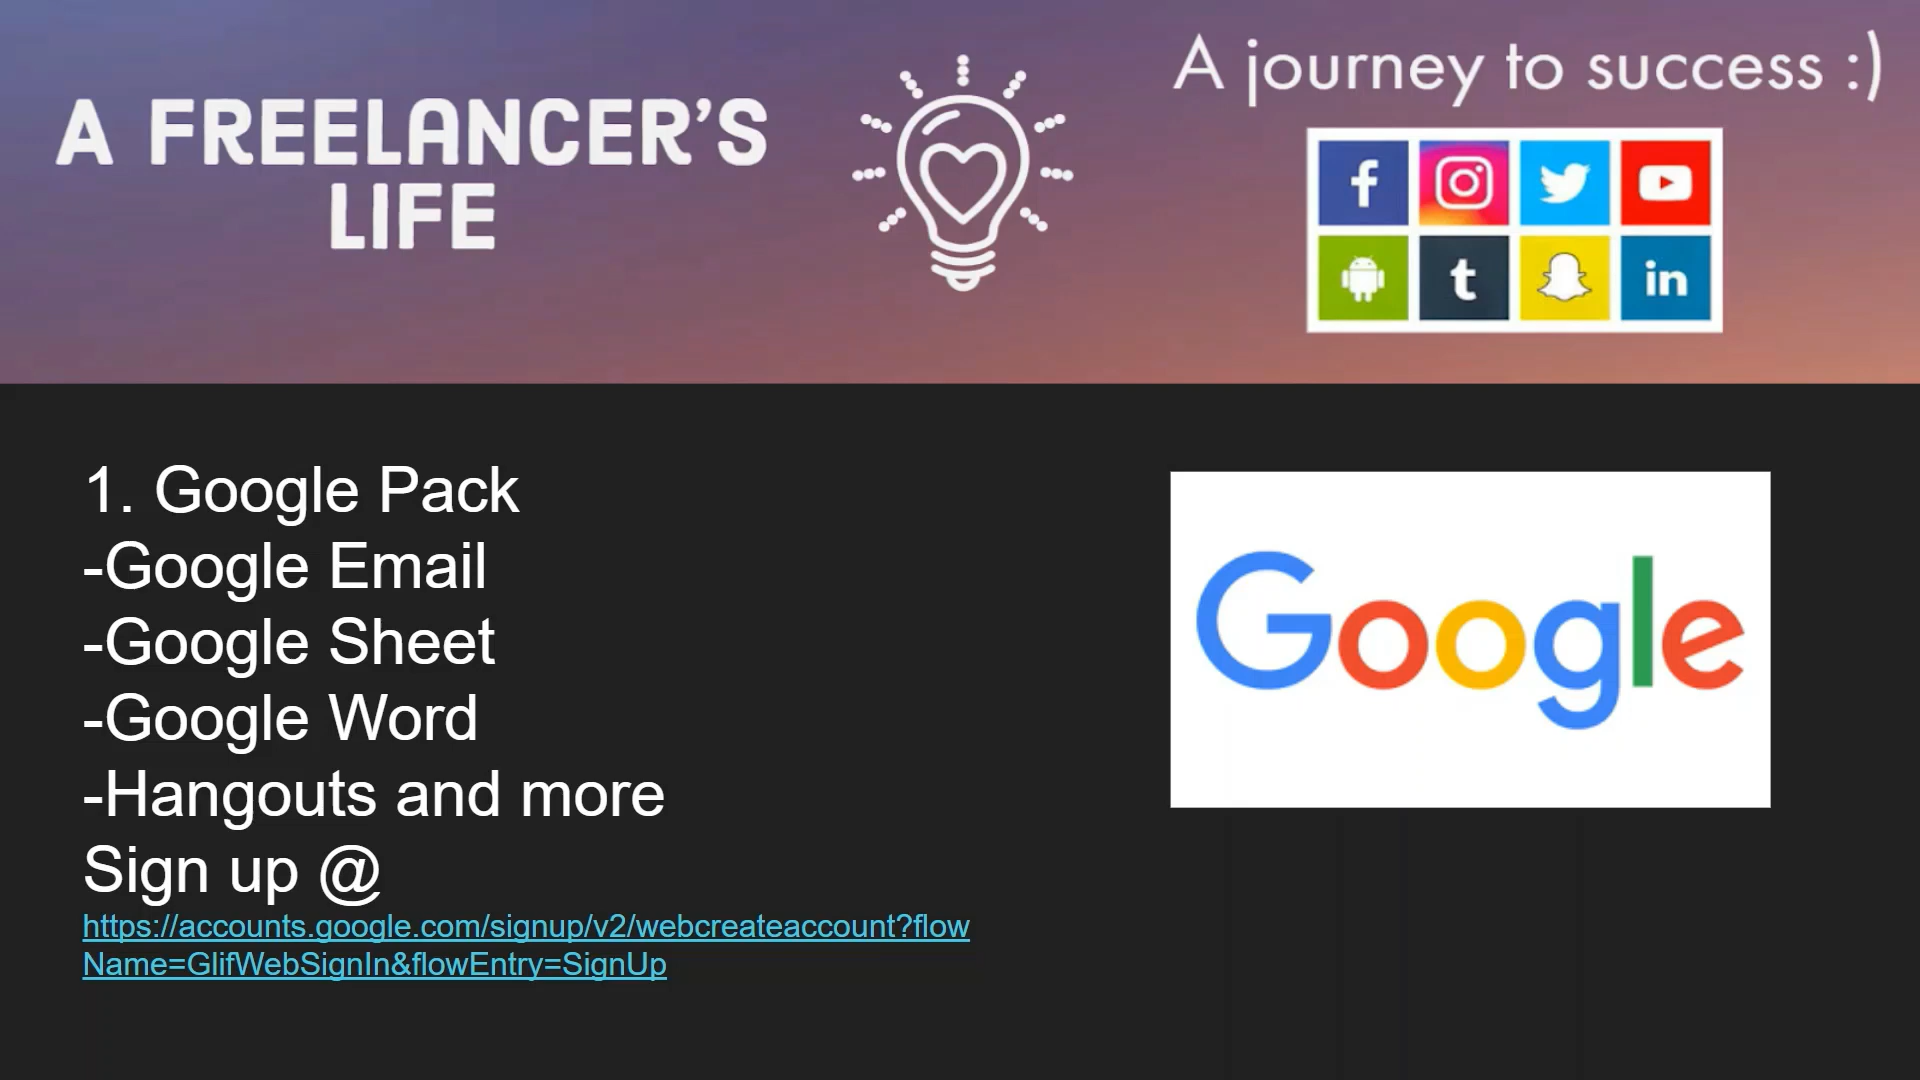 A FREELANCER'S
LIFE
A journey to success :)
f
t
in
1. Google Pack
-Google Email
-Google Sheet
-Google Word
-Hangouts and more
Sign up @
https://accounts.google.com/signup/v2/webcreateaccount?flow
Name=GlifWebSignIn&flowEntry=SignUp
Google